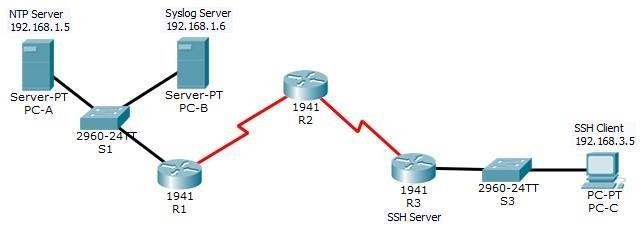 NTP Server
192.168.1.5
Syslog Server
192.168.1.6
Server-PT
PC-A
Server-PT
PC-B
2960-24TT
S1
1941
R1
1941
R2
1941
R3
SSH Server
2960-24TT
S3
SSH Client
192.168.3.5
PC-PT
PC-C